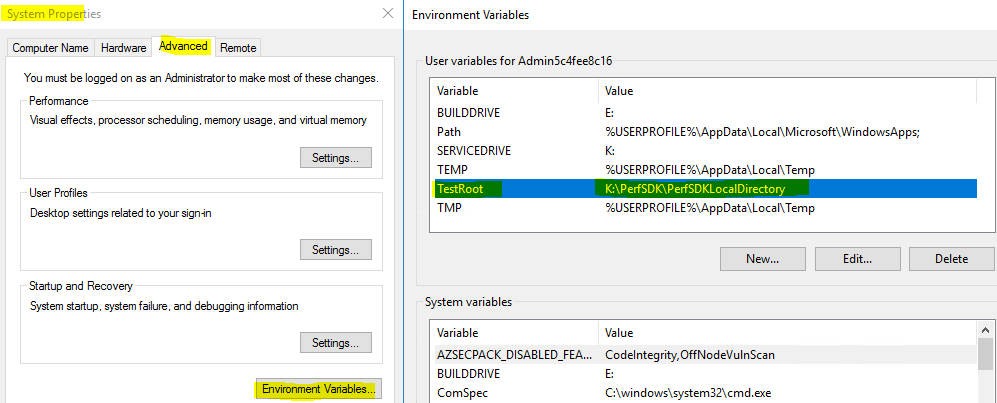 System Properties
Computer Name Hardware Advanced Remote
You must be logged on as an Administrator to make most of these changes.
Performance
Visual effects, processor scheduling, memory usage, and virtual memory
Settings...
User Profiles
Desktop settings related to your sign-in
Settings...
Startup and Recovery
System startup, system failure, and debugging information
Settings...
Environment Variables...
Environment Variables
User variables for Admin5c4fee8c16
Variable Value
BUILDDRIVE E:
Path %USERPROFILE%\AppData\Local\Microsoft\WindowsApps;
SERVICEDRIVE K:
TEMP %USERPROFILE%\AppData\Local\Temp
TestRoot K:\PerfSDK\PerfSDKLocalDirectory
TMP %USERPROFILE%\AppData\Local\Temp
New... Edit... Delete
System variables
Variable Value
AZSECPACK_DISABLED_FEA... CodeIntegrity,OffNodeVulnScan
BUILDDRIVE E:
ComSpec C:\windows\system32\cmd.exe